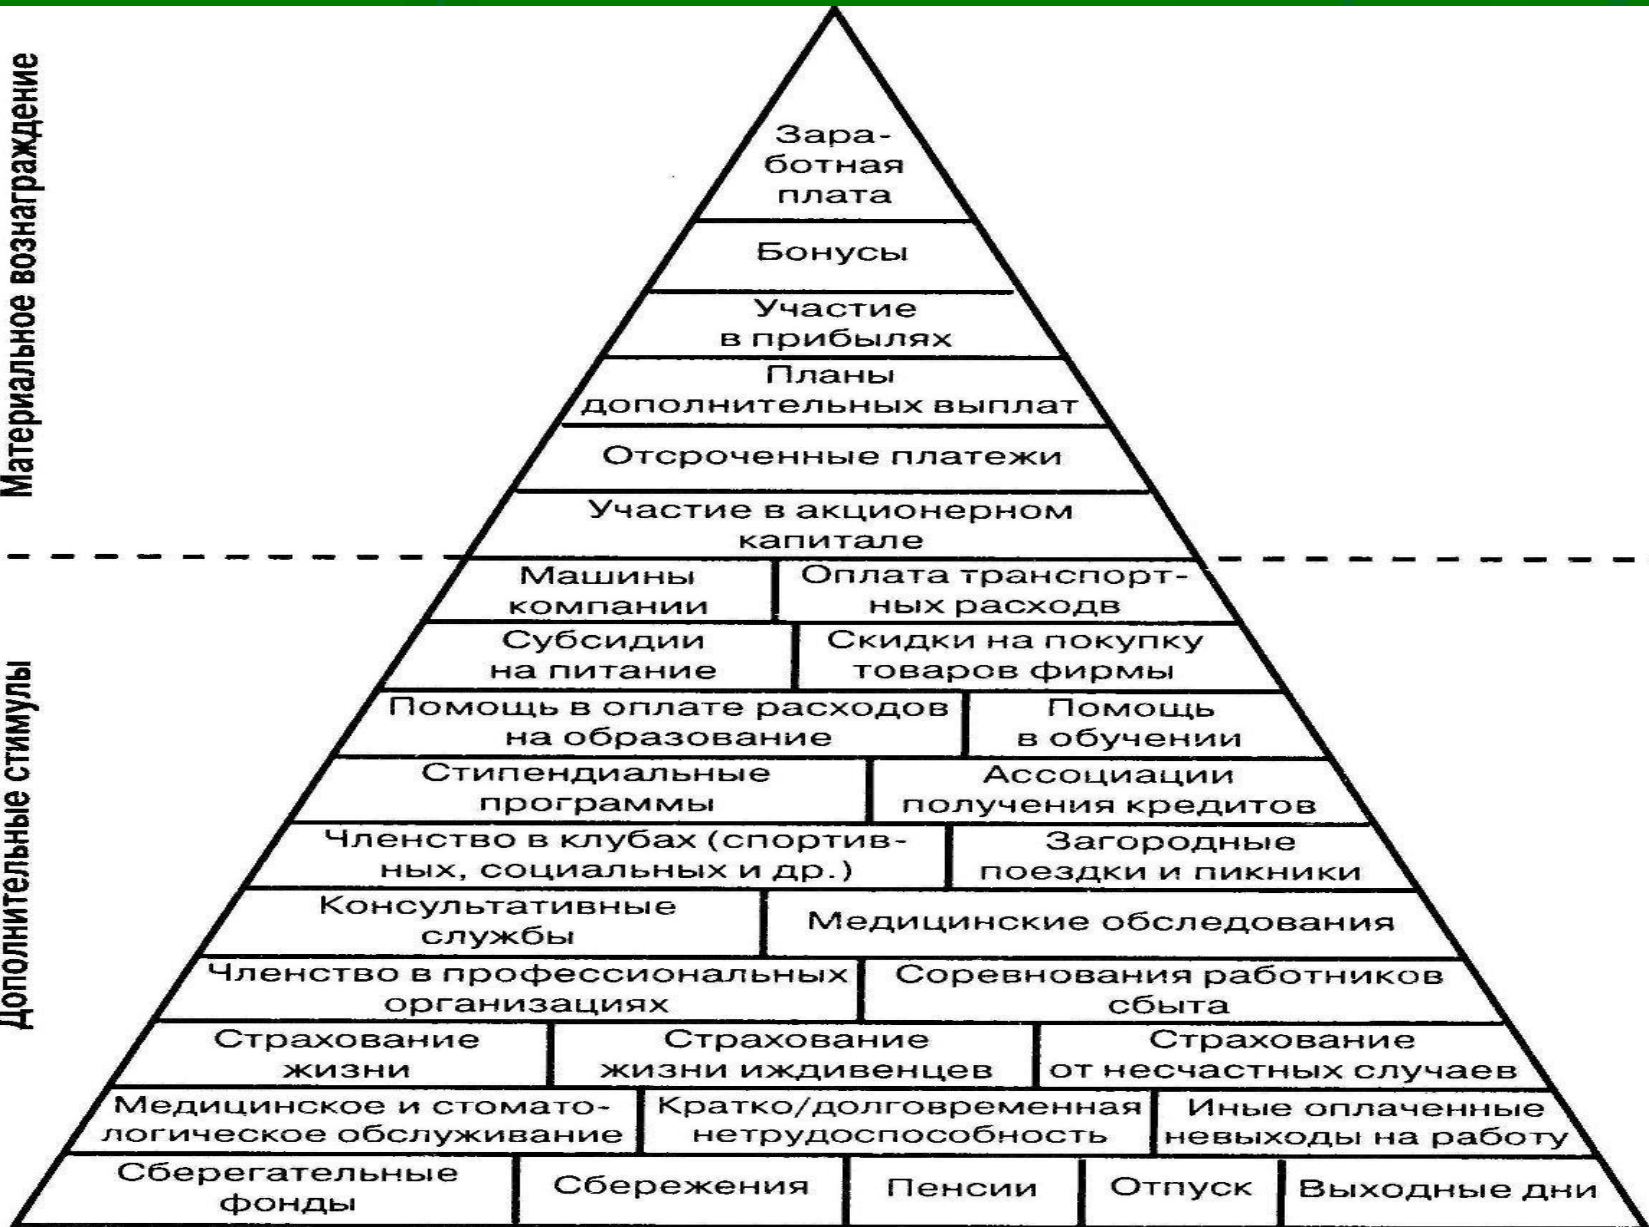 Материальное вознаграждение
Зара-
ботная
плата
Бонусы
Участие
в прибылях
Планы
дополнительных выплат
Отсроченные платежи
Участие в акционерном
капитале
Дополнительные стимулы
Машины
компании
Оплата транспорт-
ных расходв
Субсидии
на питание
Скидки на покупку
товаров фирмы
Помощь в оплате расходов
на образование
Помощь
в обучении
Стипендиальные
программы
Ассоциации
получения кредитов
Членство в клубах (спортив-
ных, социальных и др.)
Загородные
поездки и пикники
Консультативные
службы
Медицинские обследования
Членство в профессиональных
организациях
Соревнования работников
сбыта
Страхование
жизни
Страхование
жизни иждивенцев
Страхование
от несчастных случаев
Медицинское и стомато-
логическое обслуживание
Кратко/долговременная
нетрудоспособность
Иные оплаченные
невыходы на работу
Сберегательные
фонды
Сбережения
Пенсии
Отпуск
Выходные дни